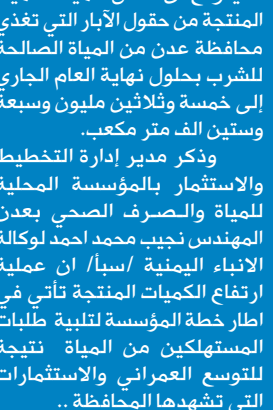 المنتجة من حقول الآبار التي تغذي
محافظة عدن من المياة الصالحة
للشرب بحلول نهاية العام الجاري
إلى خمسة وثلاثين مليون وسبعة
وستين الف متر مكعب.
وذكر مدير إدارة التخطيط
والاستثمار بالمؤسسة المحلية
للمياة والصرف الصحي بعدن
المهندس نجيب محمد احمد لوكالة
الانباء اليمنية /سبأ/ ان عملية
ارتفاع الكميات المنتجة تأتي في
اطار خطة المؤسسة لتلبية طلبات
المستهلكين من المياة نتيجة
للتوسع العمراني والاستثمارات
التي تشهدها المحافظة ..